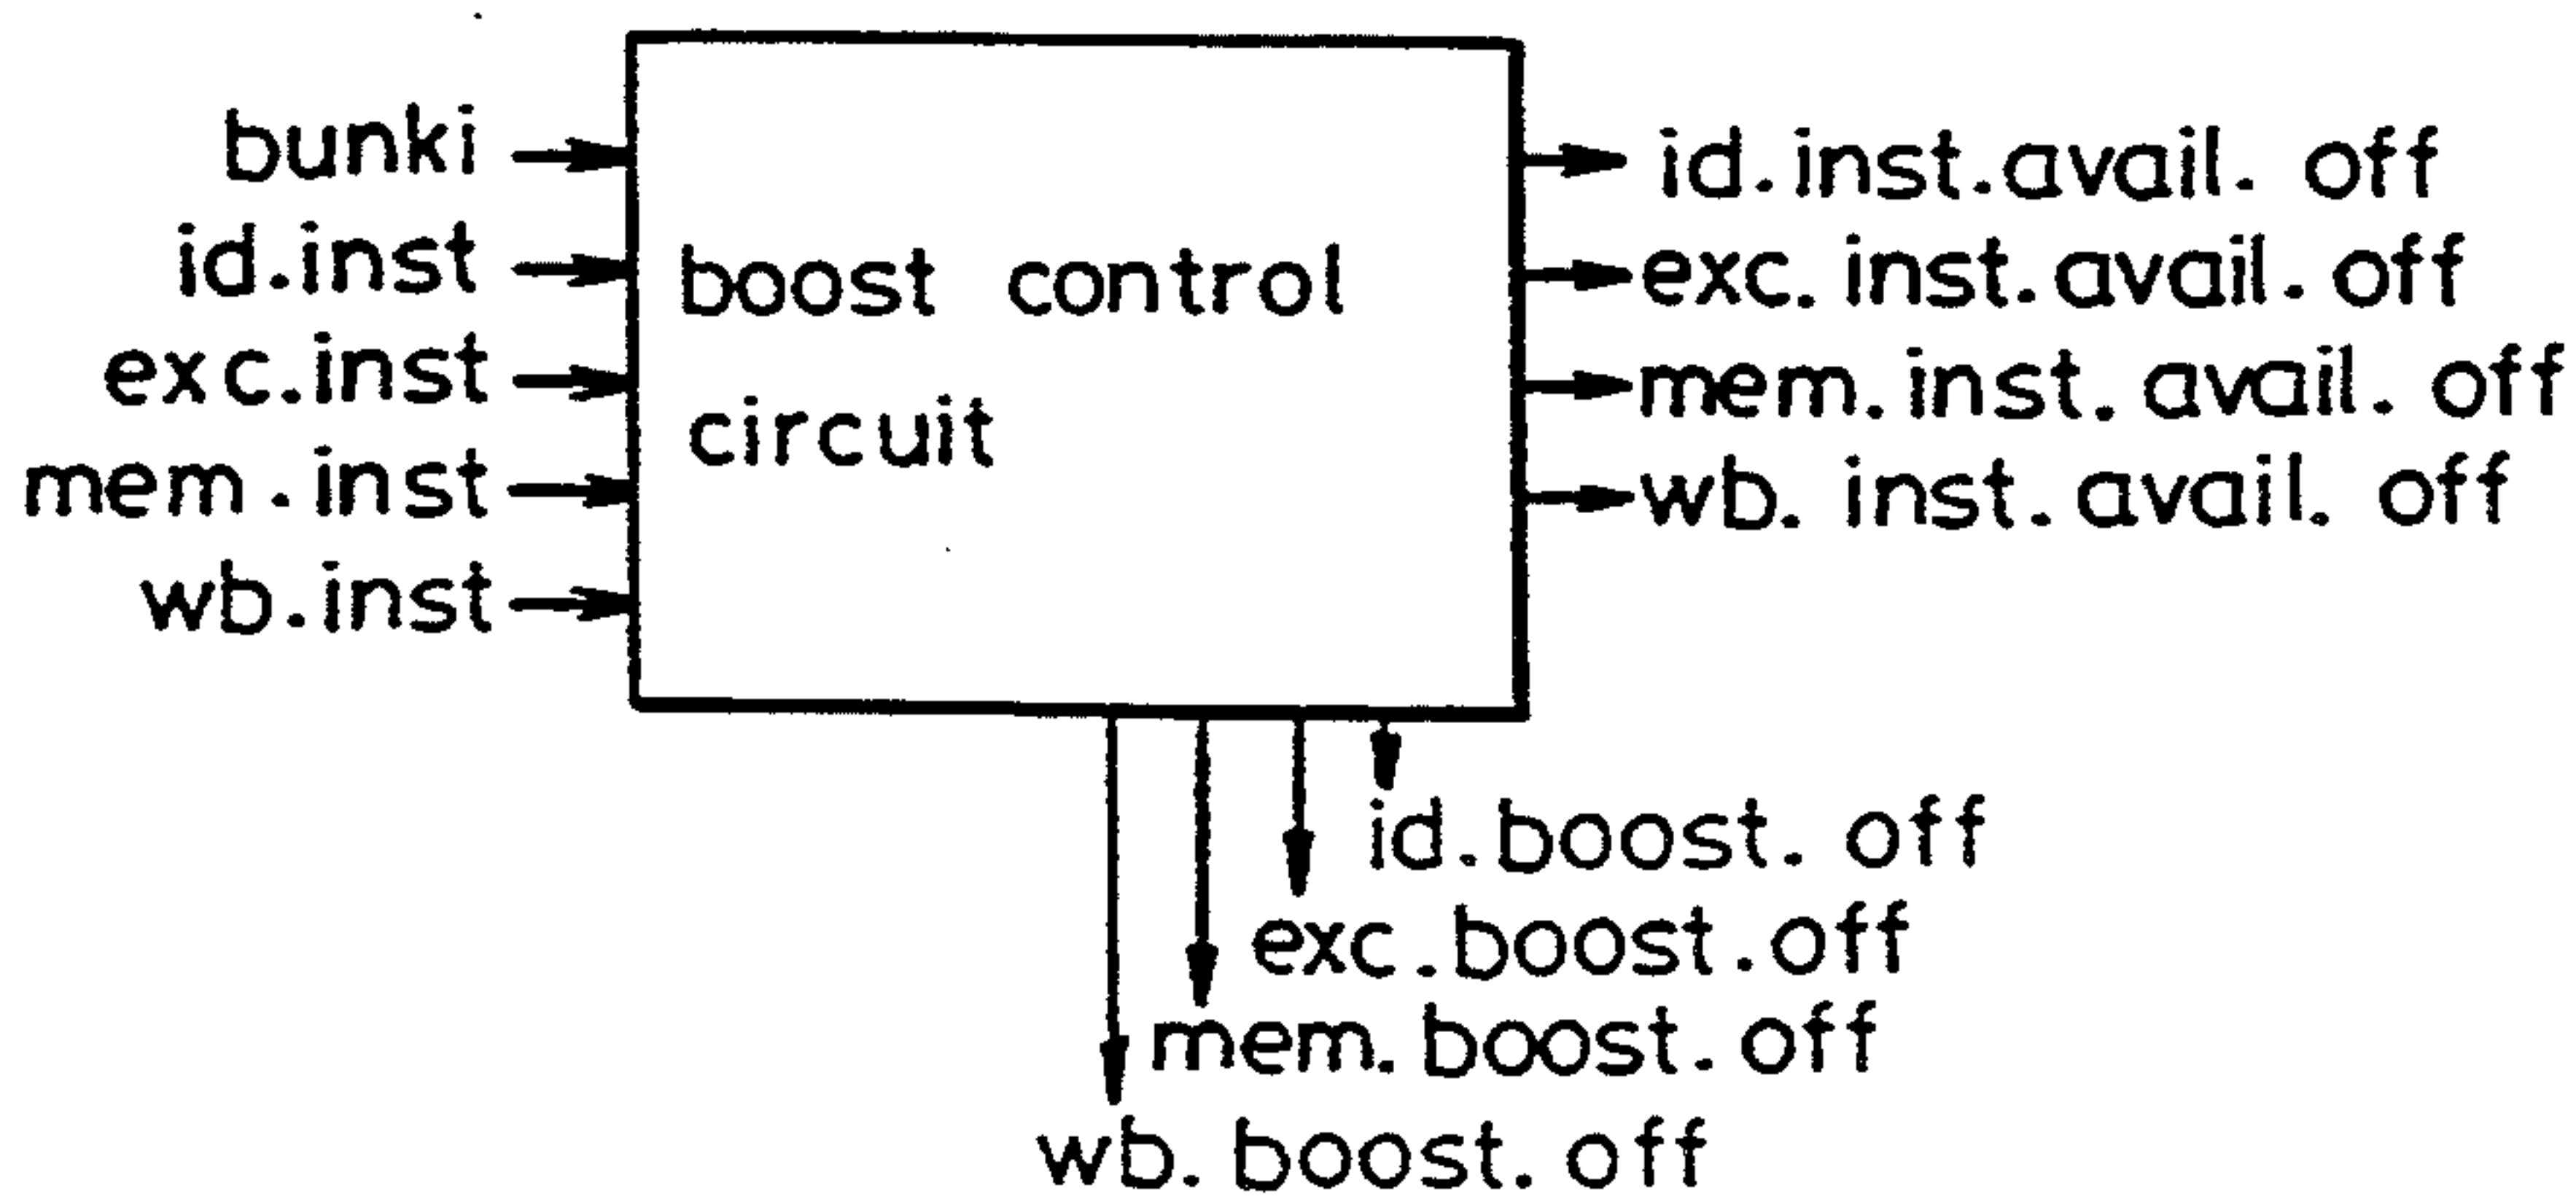 bunki
id.inst
exc.inst
mem.inst
wb.inst
boost control
circuit
id.inst.avail. off
exc. inst.avail. off
mem. inst. avail. off
wb. inst. avail. off
id.boost. off
exc.boost.off
mem. boost. off
wb. boost. off